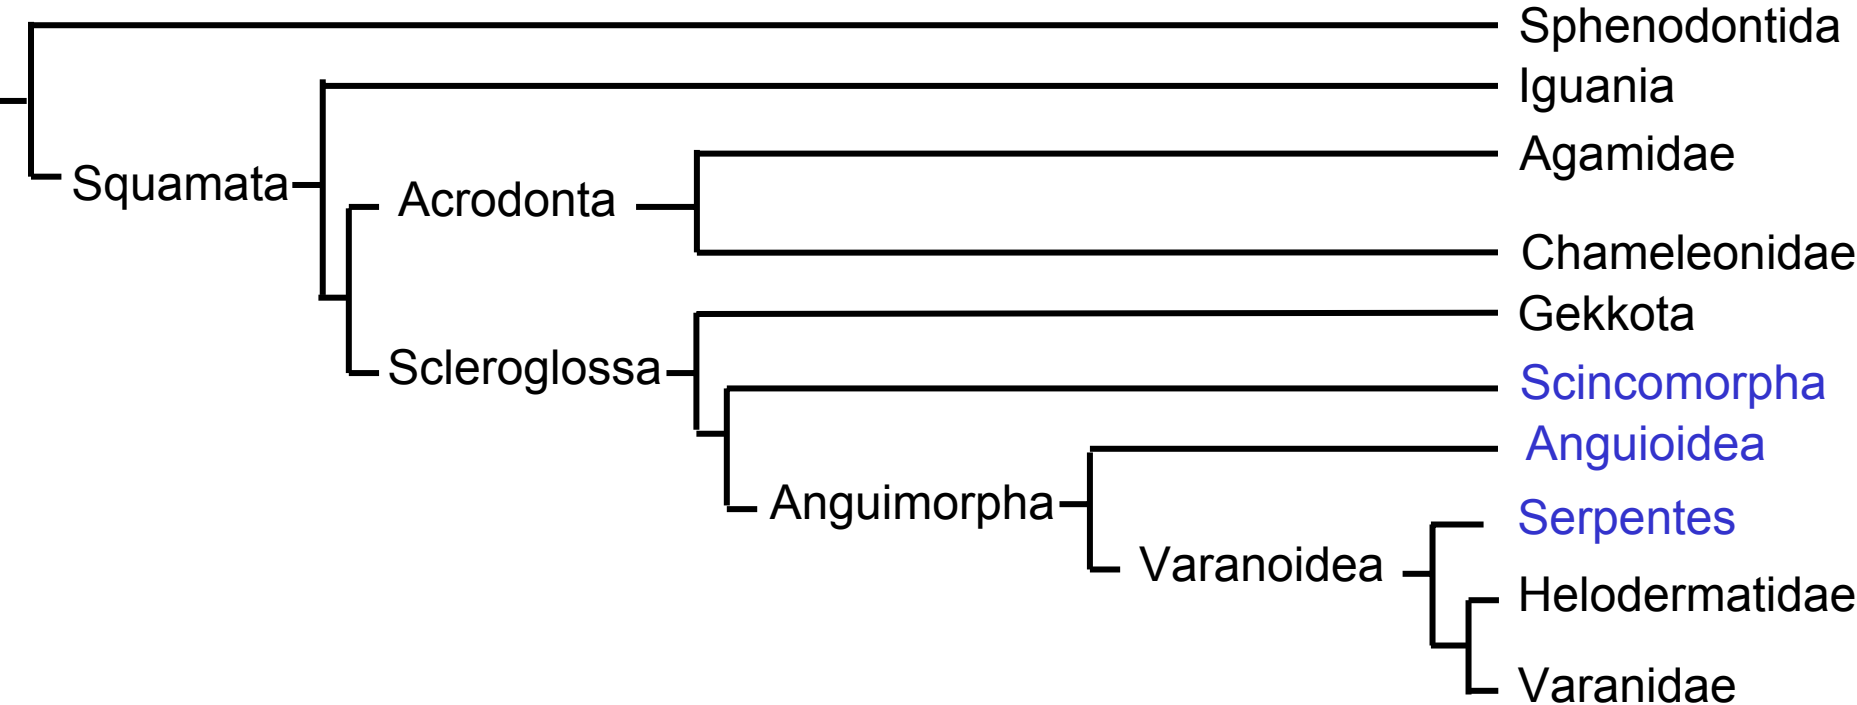 Sphenodontida
Iguania
Agamidae
Squamata
Acrodonta
Chameleonidae
Gekkota
Scleroglossa
Scincomorpha
Anguioidea
Anguimorpha
Serpentes
Varanoidea
Helodermatidae
Varanidae